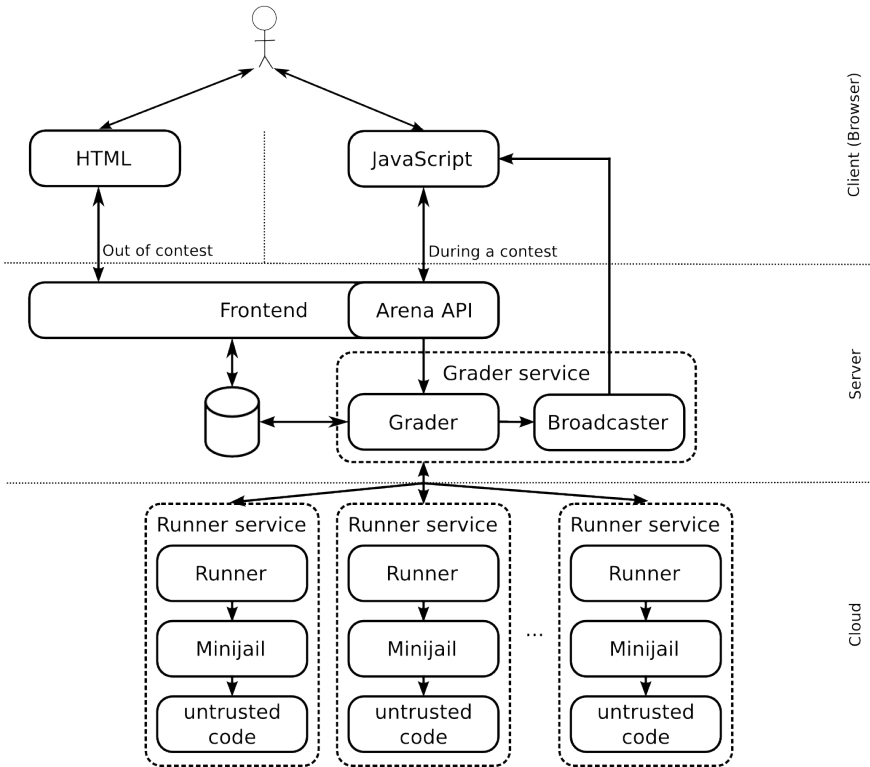 HTML
JavaScript
Client (Browser)
Out of contest
During a contest
Frontend
Arena API
Server
Grader service
Grader
Broadcaster
Runner service
Runner service
Runner service
Runner
Runner
Runner
Minijail
Minijail
...
Minijail
Cloud
untrusted
code
untrusted
code
untrusted
code